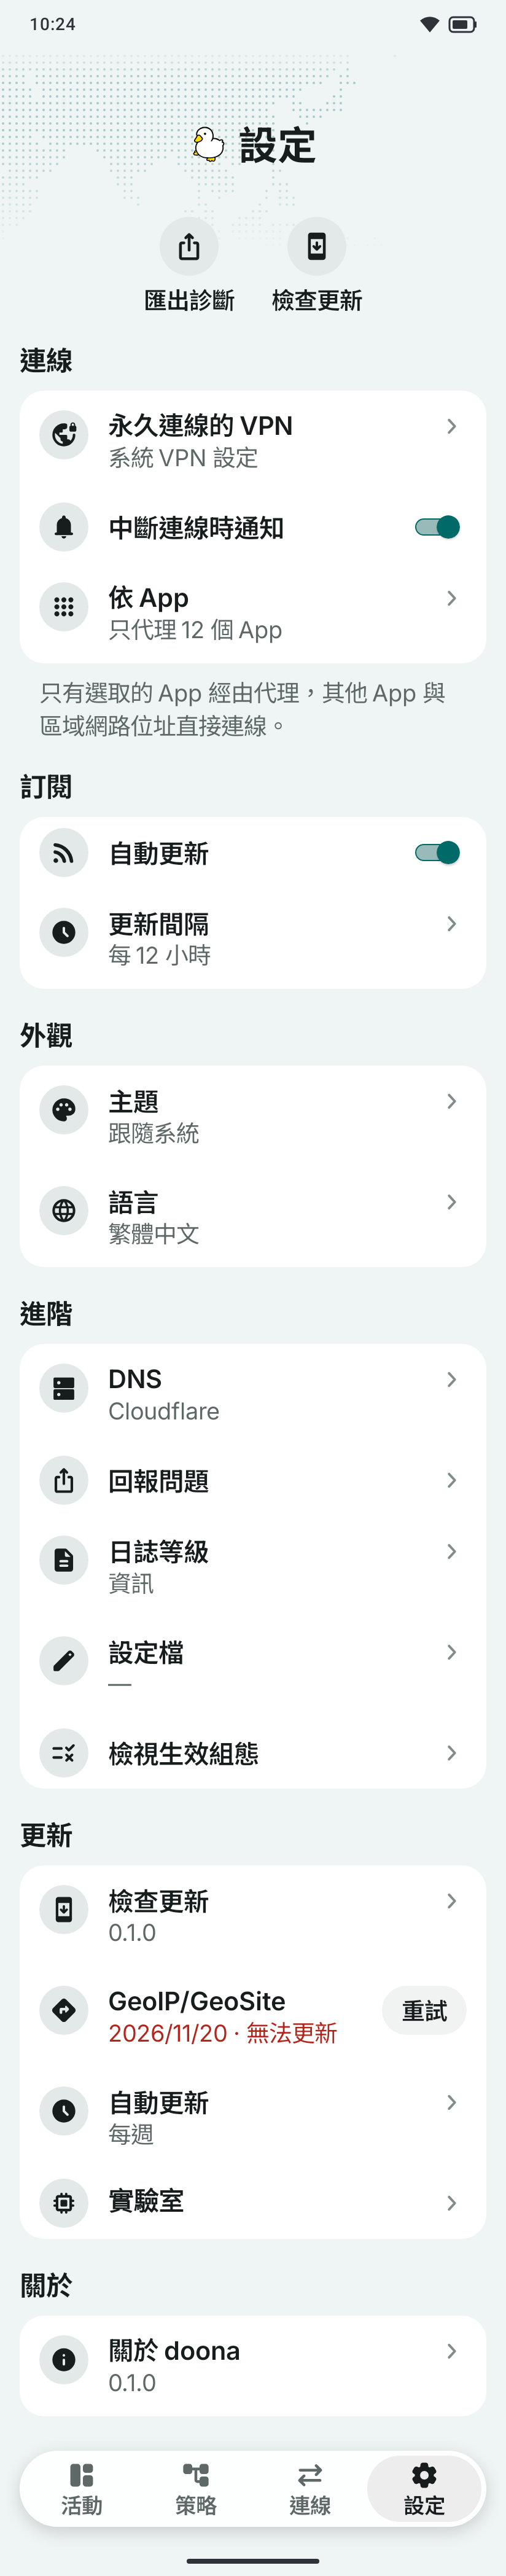 10:24
設定
匯出診斷
檢查更新
連線
永久連線的 VPN
系統 VPN 設定
中斷連線時通知
依 App
只代理 12 個 App
只有選取的 App 經由代理，其他 App 與
區域網路位址直接連線。
訂閱
自動更新
更新間隔
每 12 小時
外觀
主題
跟隨系統
語言
繁體中文
進階
DNS
Cloudflare
回報問題
日誌等級
資訊
設定檔
—
檢視生效組態
更新
檢查更新
0.1.0
GeoIP/GeoSite
2026/11/20 · 無法更新
重試
自動更新
每週
實驗室
關於
關於 doona
0.1.0
活動
策略
連線
設定